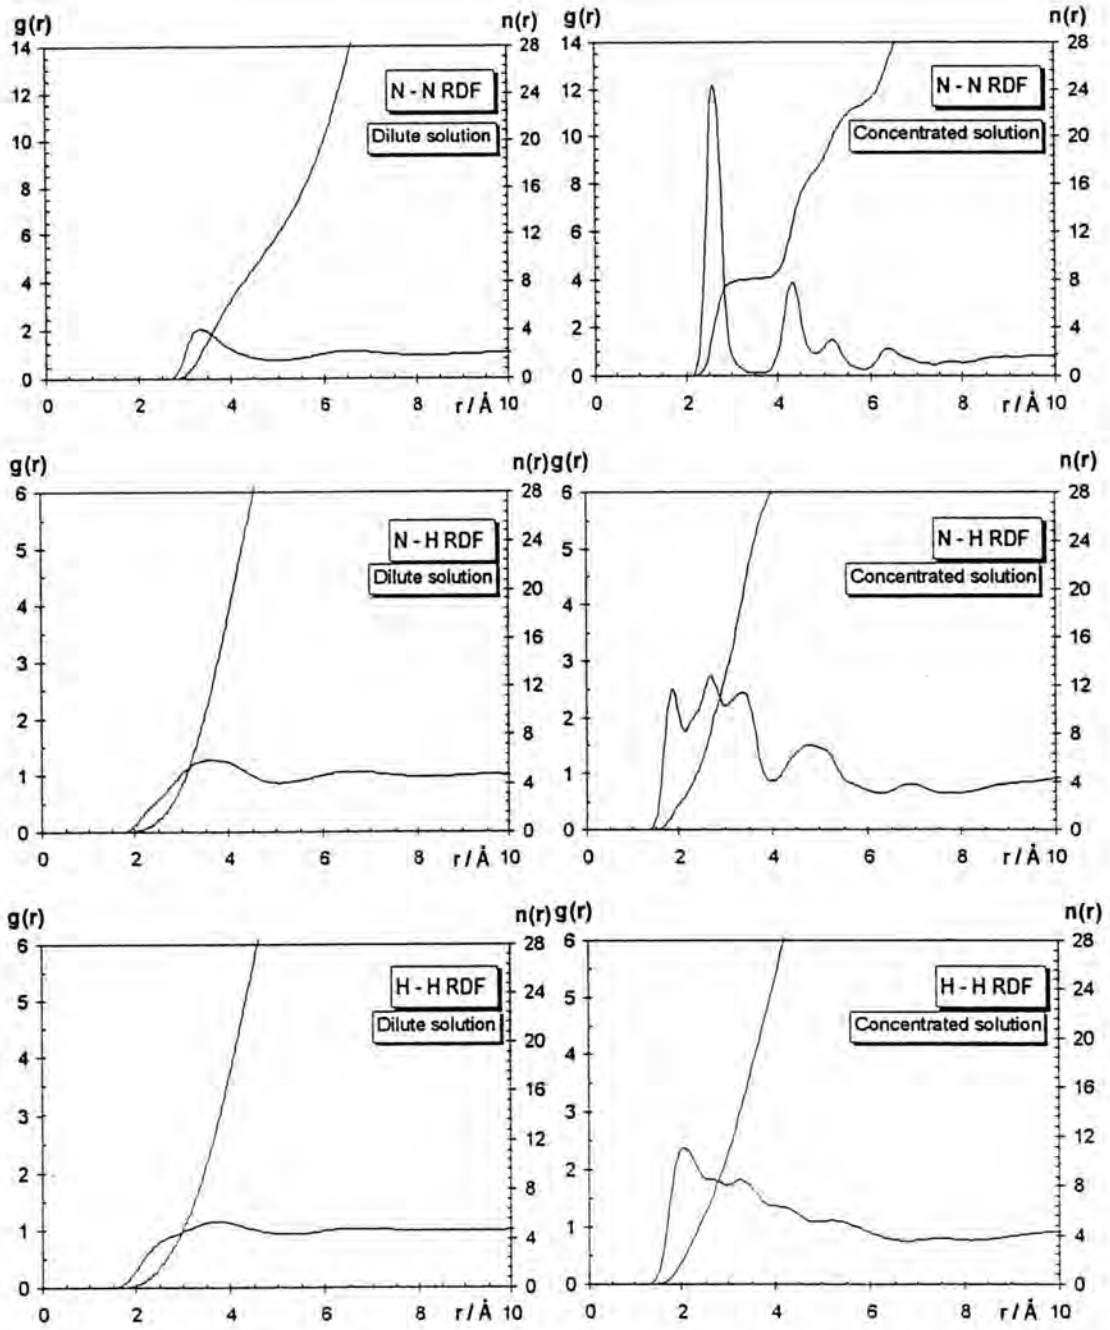 g(r) n(r) g(r) n(r)
14 28 14 28
12 24 12 24
10 20 10 20
8 16 8 16
6 12 6 12
4 8 4 8
2 4 2 4
0 0 0 0
N - N RDF
Dilute solution
N - N RDF
Concentrated solution
0 2 4 6 8 10 0 2 4 6 8 10
r / Å r / Å
g(r) n(r) g(r) n(r)
6 28 6 28
5 24 5 24
4 20 4 20
3 16 3 16
2 12 2 12
1 8 1 8
0 4 0 4
0 0
N - H RDF
Dilute solution
N - H RDF
Concentrated solution
0 2 4 6 8 10 0 2 4 6 8 10
r / Å r / Å
g(r) n(r) g(r) n(r)
6 28 6 28
5 24 5 24
4 20 4 20
3 16 3 16
2 12 2 12
1 8 1 8
0 4 0 4
0 0
H - H RDF
Dilute solution
H - H RDF
Concentrated solution
0 2 4 6 8 10 0 2 4 6 8 10
r / Å r / Å